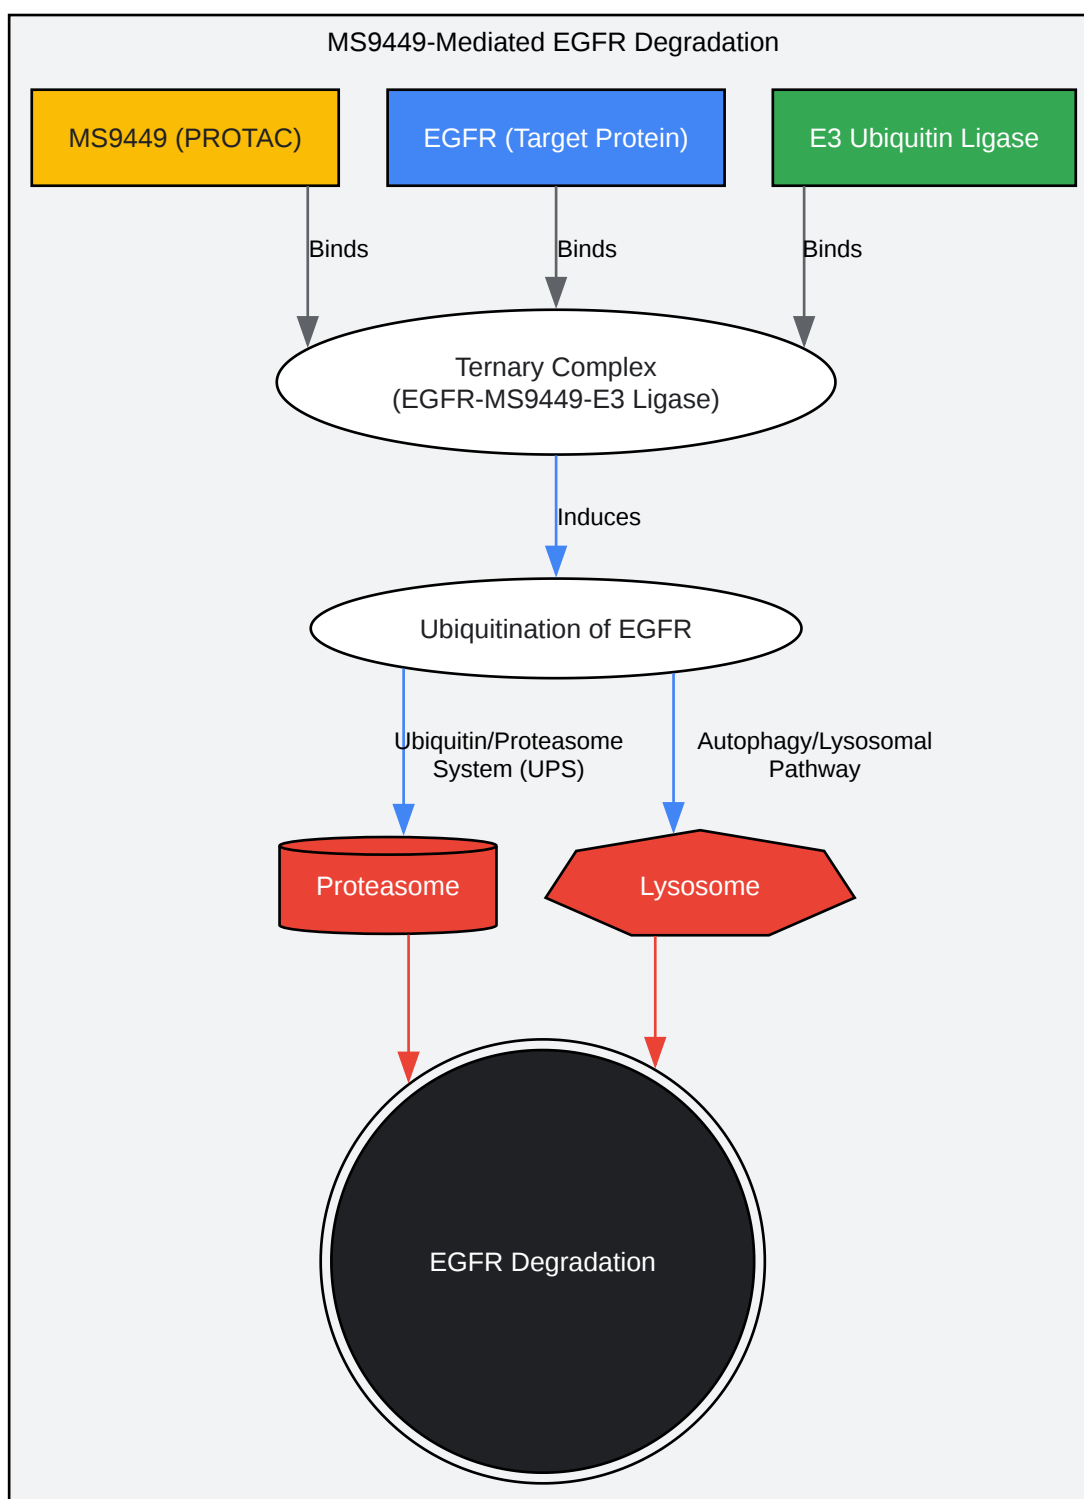 MS9449-Mediated EGFR Degradation
MS9449 (PROTAC)
EGFR (Target Protein)
E3 Ubiquitin Ligase
Binds
Binds
Binds
Ternary Complex
(EGFR-MS9449-E3 Ligase)
Induces
Ubiquitination of EGFR
Ubiquitin/Proteasome
System (UPS)
Autophagy/Lysosomal
Pathway
Proteasome
Lysosome
EGFR Degradation